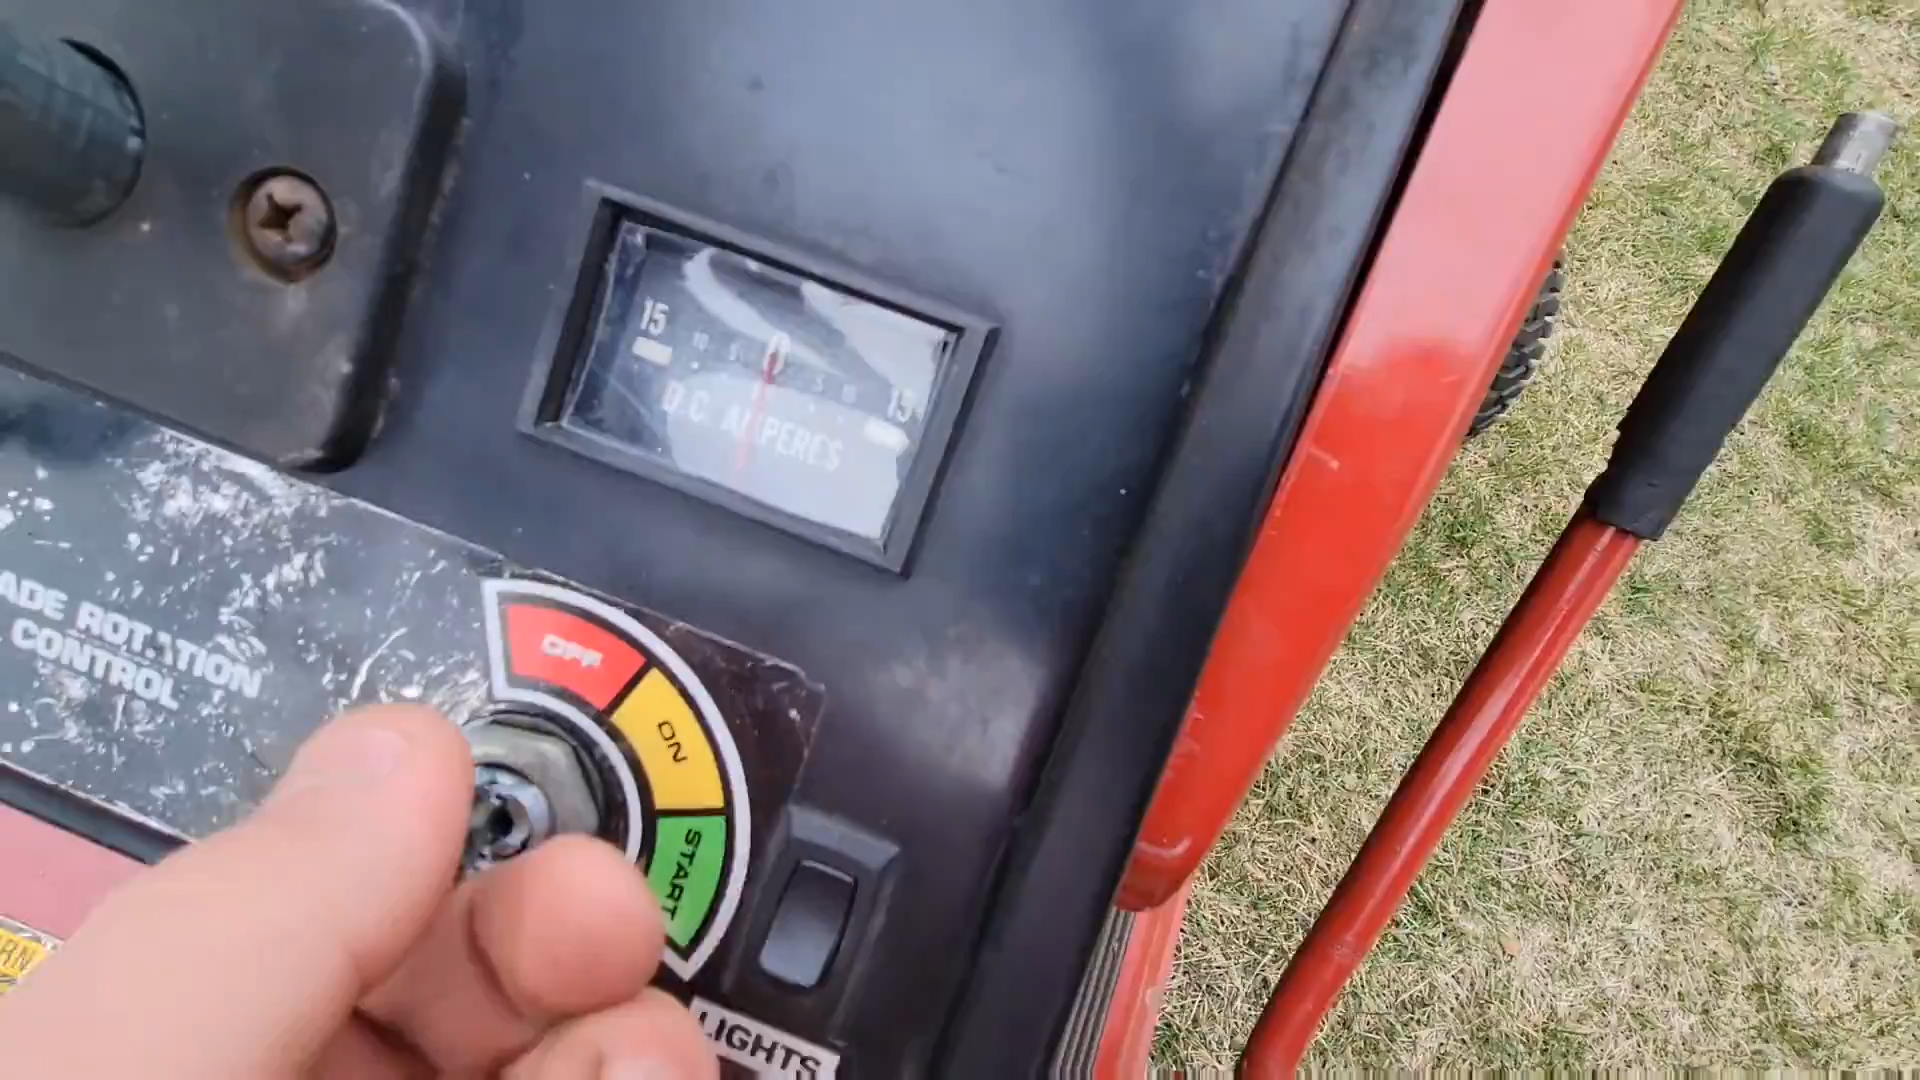 15 10 5 0 5 10 15
D.C. AMPERES
ADE ROTATION
CONTROL
OFF
ON
START
LIGHTS